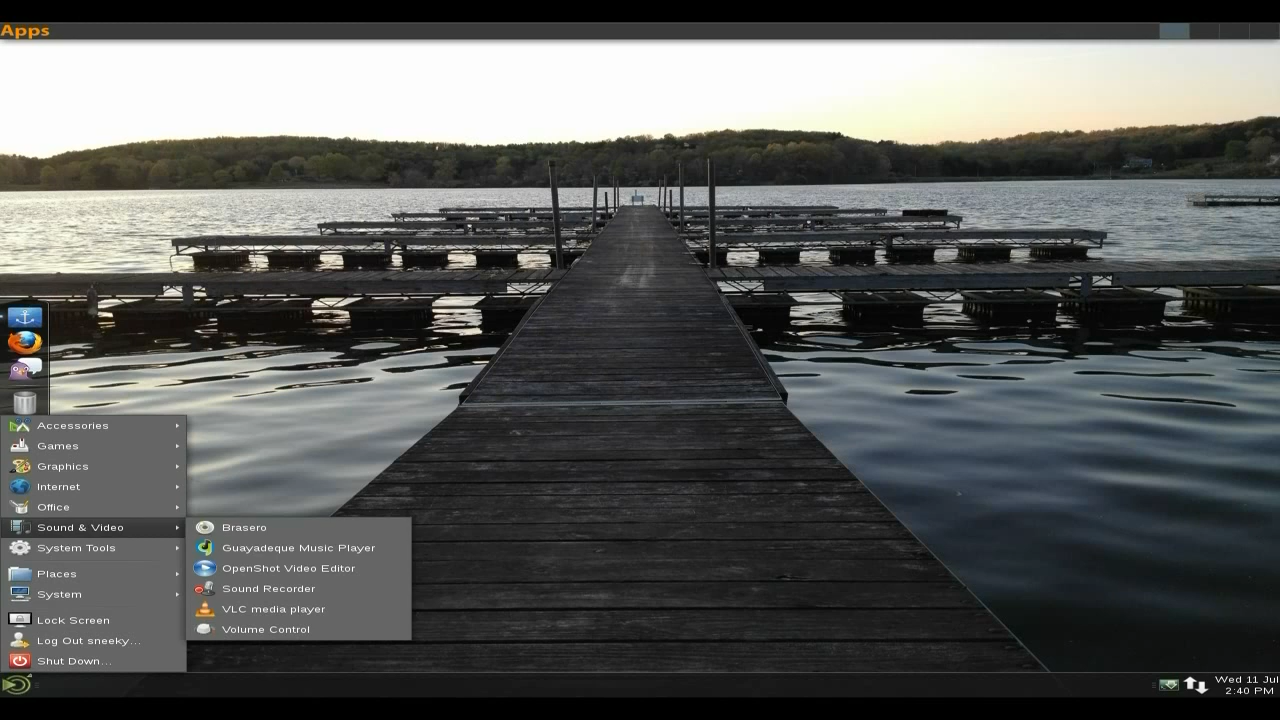 Apps
Accessories
Games
Graphics
Internet
Office
Sound & Video
System Tools
Places
System
Lock Screen
Log Out sneeky...
Shut Down...
Brasero
Guayadeque Music Player
OpenShot Video Editor
Sound Recorder
VLC media player
Volume Control
Wed 11 Jul
2:40 PM